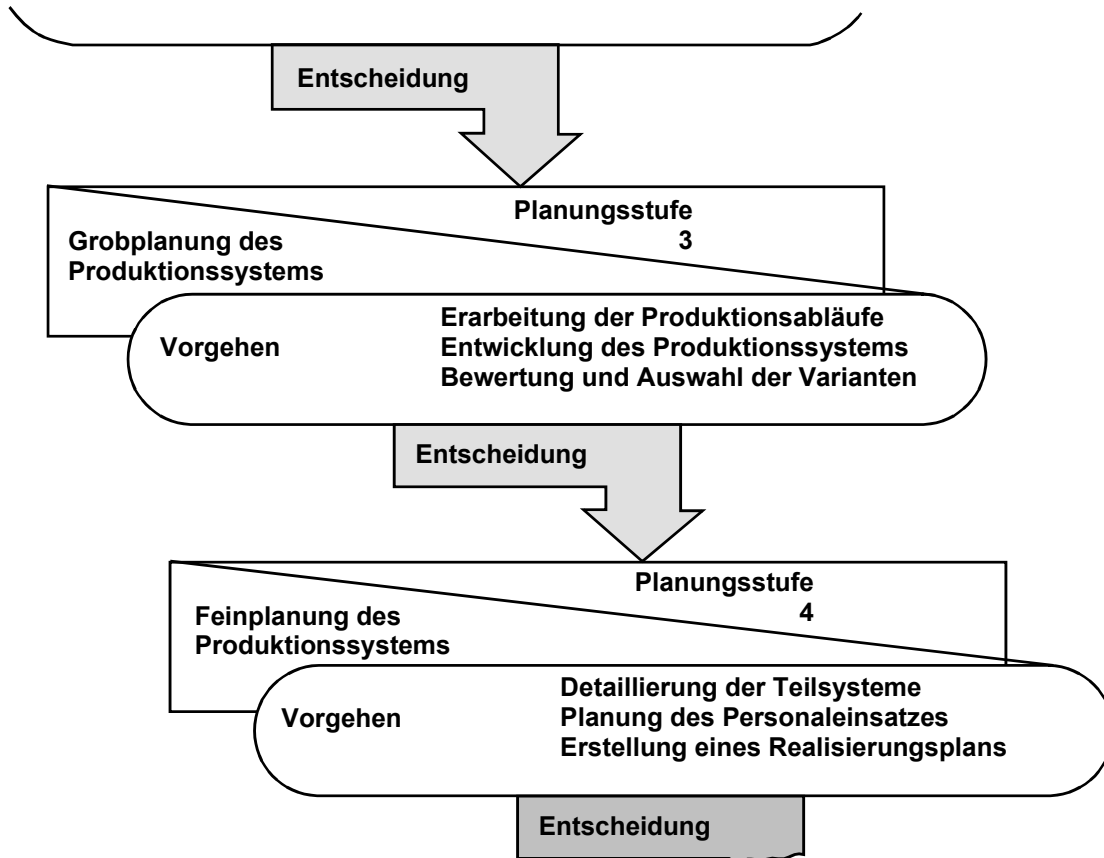 Entscheidung
Planungsstufe
3
Grobplanung des
Produktionssystems
Vorgehen
Erarbeitung der Produktionsabläufe
Entwicklung des Produktionssystems
Bewertung und Auswahl der Varianten
Entscheidung
Planungsstufe
4
Feinplanung des
Produktionssystems
Vorgehen
Detaillierung der Teilsysteme
Planung des Personaleinsatzes
Erstellung eines Realisierungsplans
Entscheidung